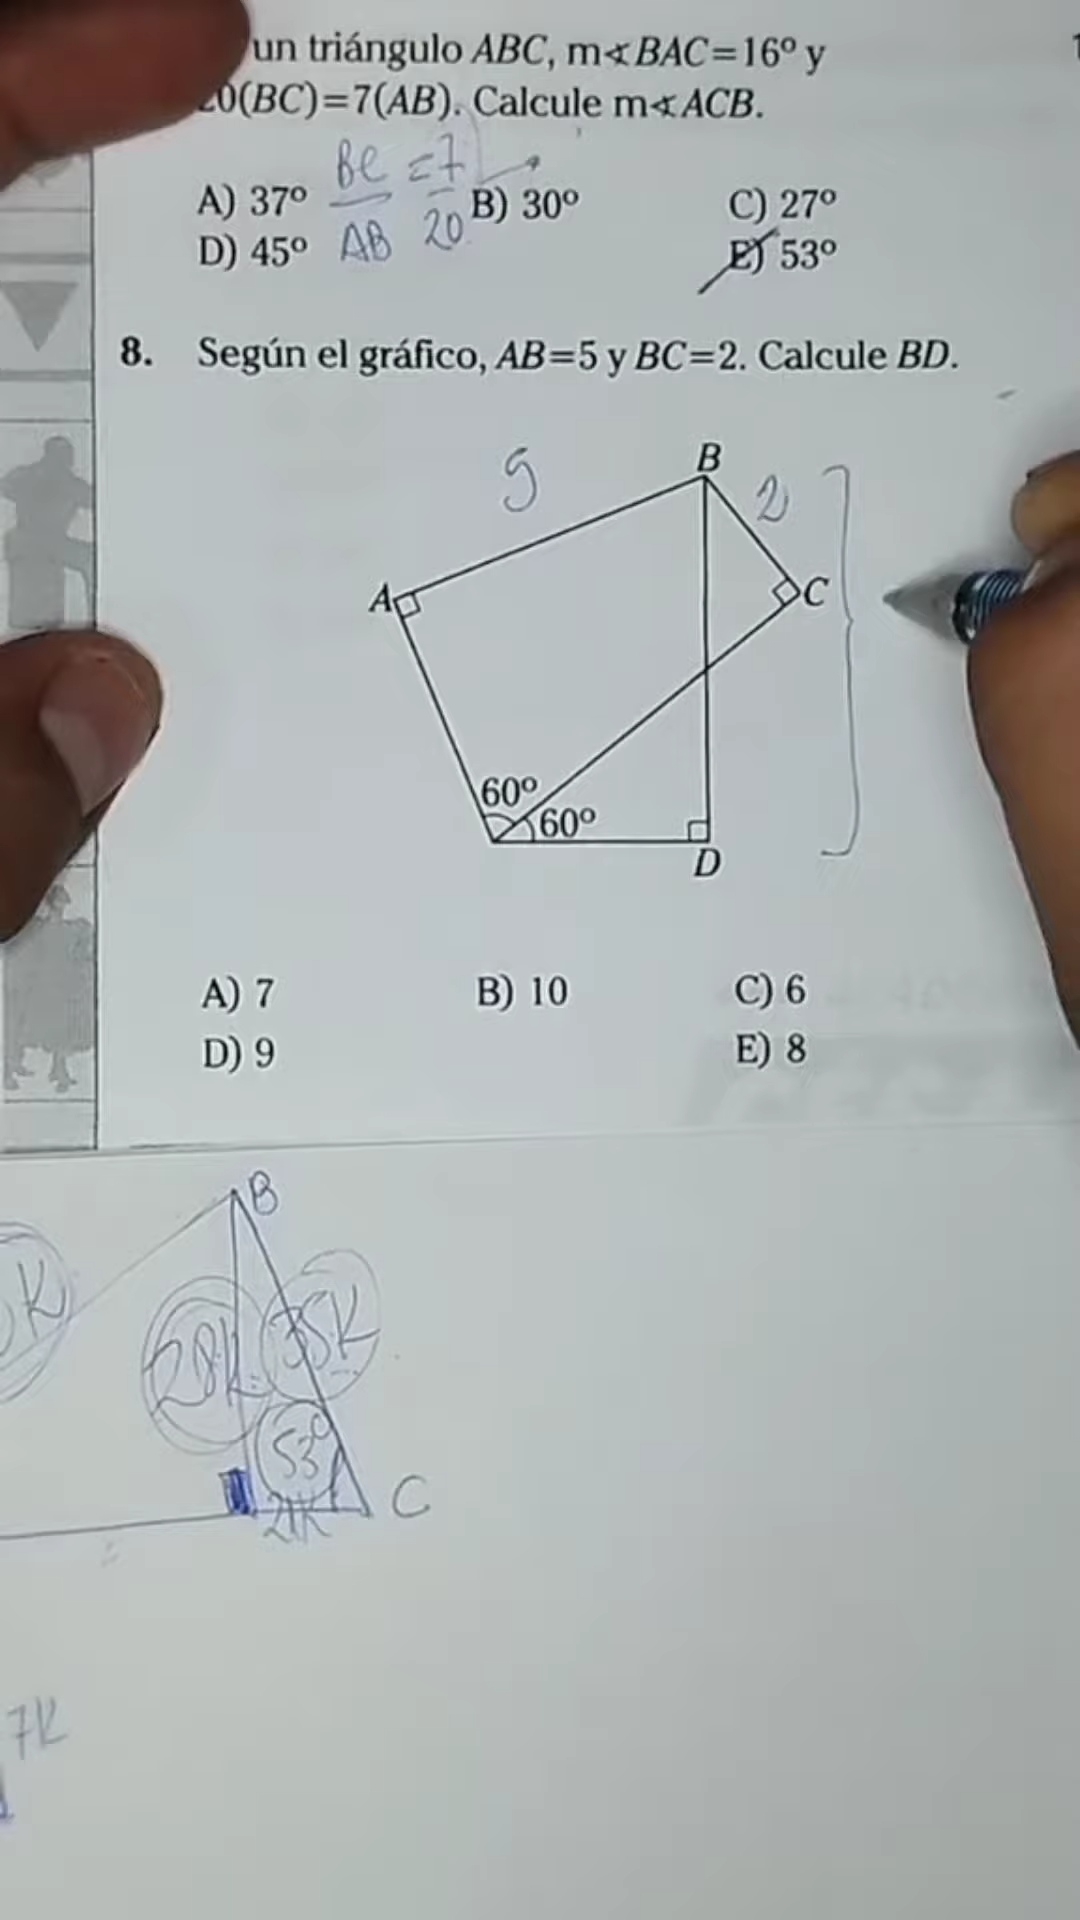 un triángulo ABC, m∢BAC=16° y
20(BC)=7(AB). Calcule m∢ACB.
BC = 7
AB 20
A) 37° B) 30° C) 27°
D) 45° E) 53°
8. Según el gráfico, AB=5 y BC=2. Calcule BD.
5
B
2
A
C
60°
60°
D
A) 7 B) 10 C) 6
D) 9 E) 8
B
K
28K 35K
53°
21K
C
7K